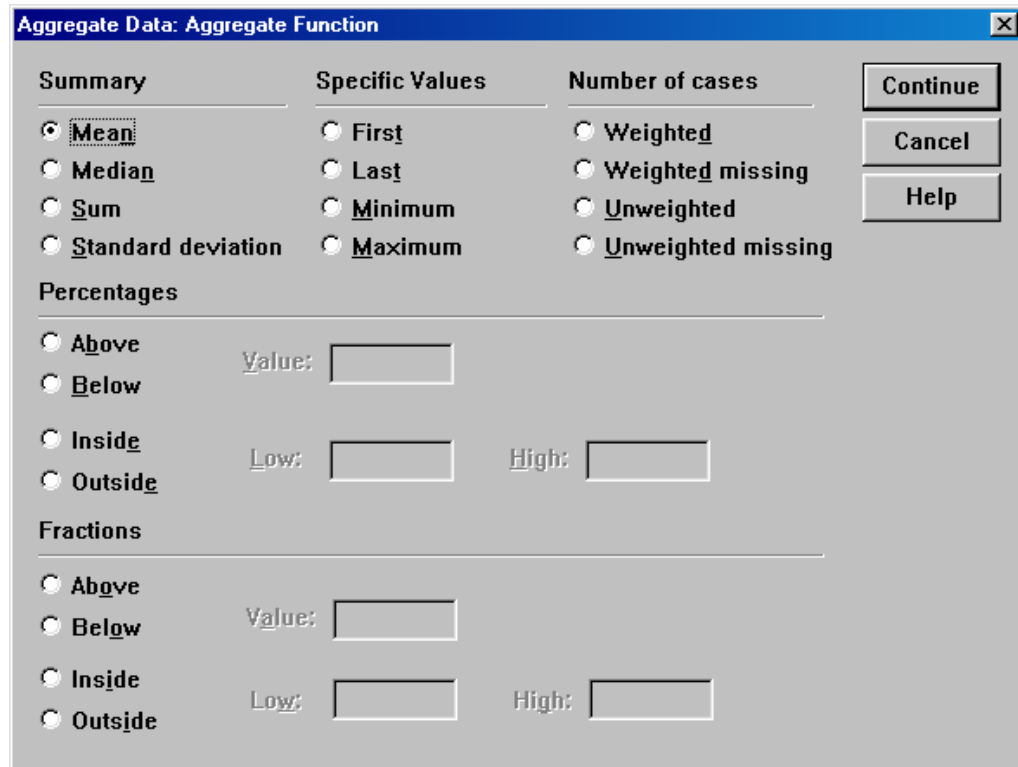 Aggregate Data: Aggregate Function
Summary Specific Values Number of cases Continue
Mean First Weighted
Median Last Weighted missing Cancel
Sum Minimum Unweighted Help
Standard deviation Maximum Unweighted missing
Percentages
Above
Value:
Below
Inside
Low: High:
Outside
Fractions
Above
Value:
Below
Inside
Low: High:
Outside